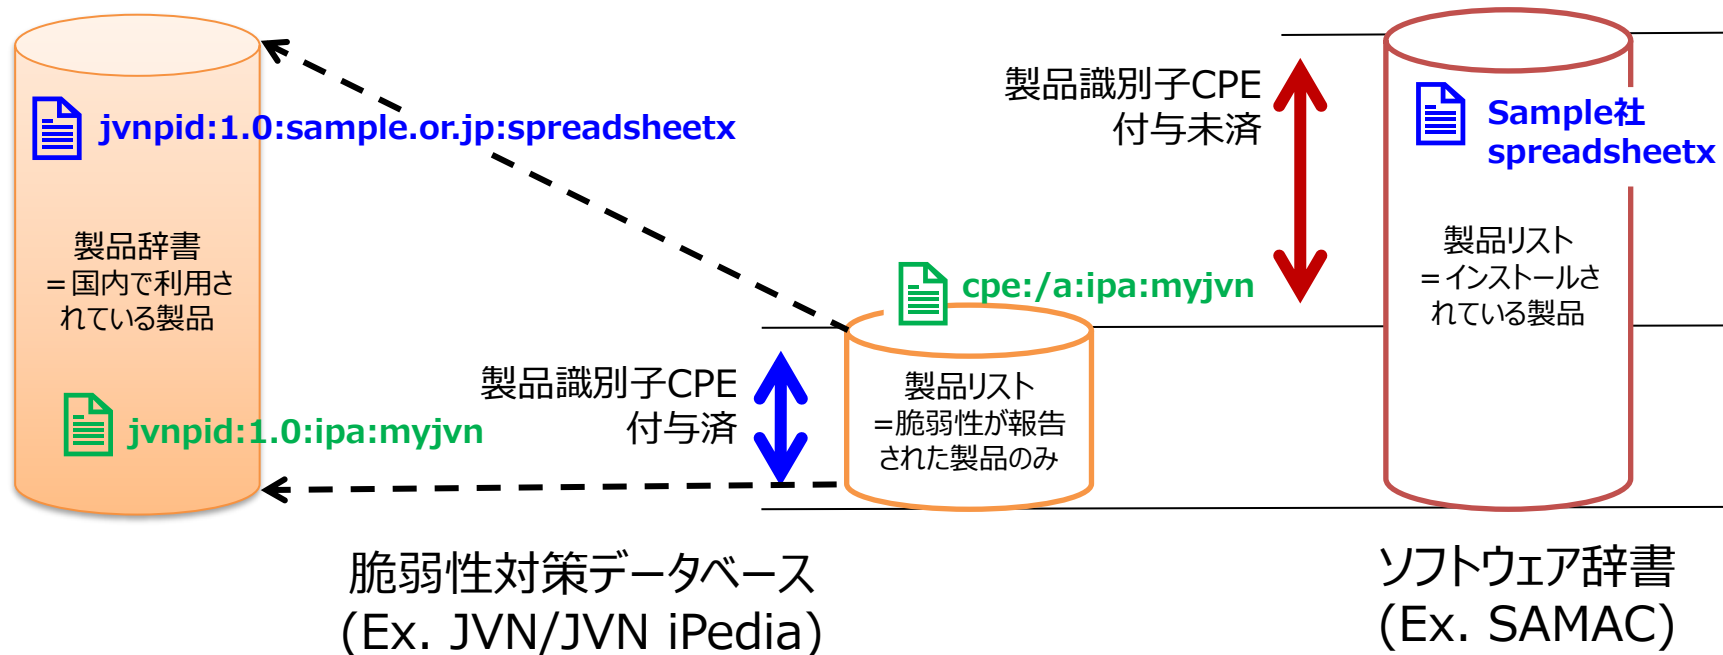 jvnpid:1.0:sample.or.jp:spreadsheetx
製品辞書
＝国内で利用さ
れている製品
jvnpid:1.0:ipa:myjvn
製品識別子CPE
付与済
cpe:/a:ipa:myjvn
製品リスト
=脆弱性が報告
された製品のみ
脆弱性対策データベース
(Ex. JVN/JVN iPedia)
製品識別子CPE
付与未済
Sample社
spreadsheetx
製品リスト
＝インストールさ
れている製品
ソフトウェア辞書
(Ex. SAMAC)